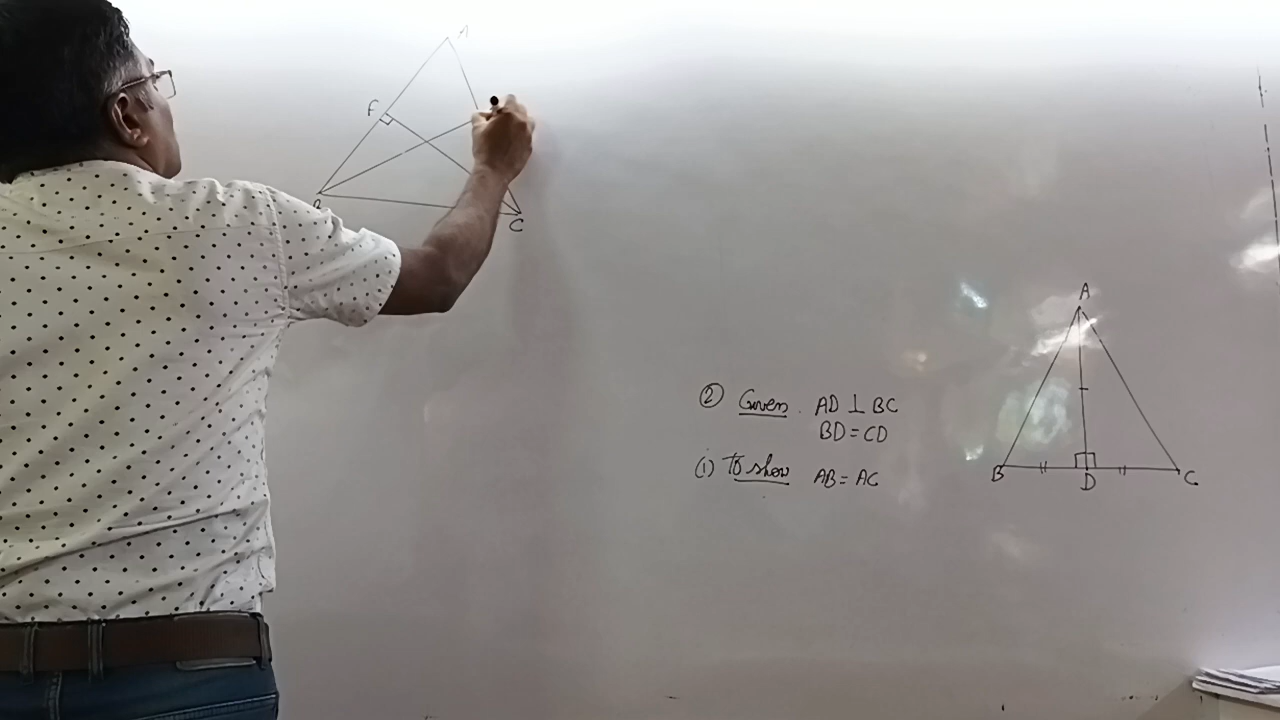 A
F
B
C
② Given. AD ⊥ BC
BD = CD
(i) To show AB = AC
A
B
D
C